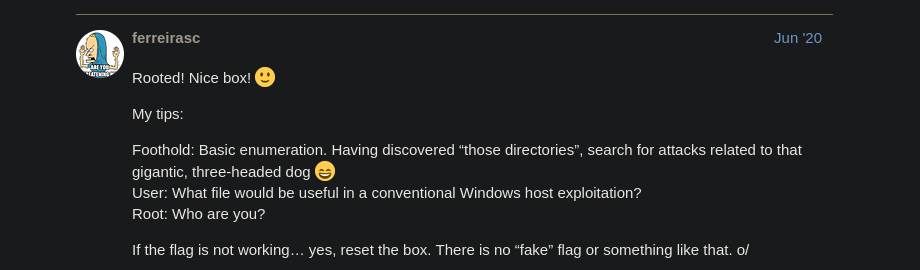 ferreirasc
Jun '20
ARE YOU
Rooted! Nice box! 🙂
My tips:
Foothold: Basic enumeration. Having discovered “those directories”, search for attacks related to that
gigantic, three-headed dog 😄
User: What file would be useful in a conventional Windows host exploitation?
Root: Who are you?
If the flag is not working… yes, reset the box. There is no “fake” flag or something like that. o/